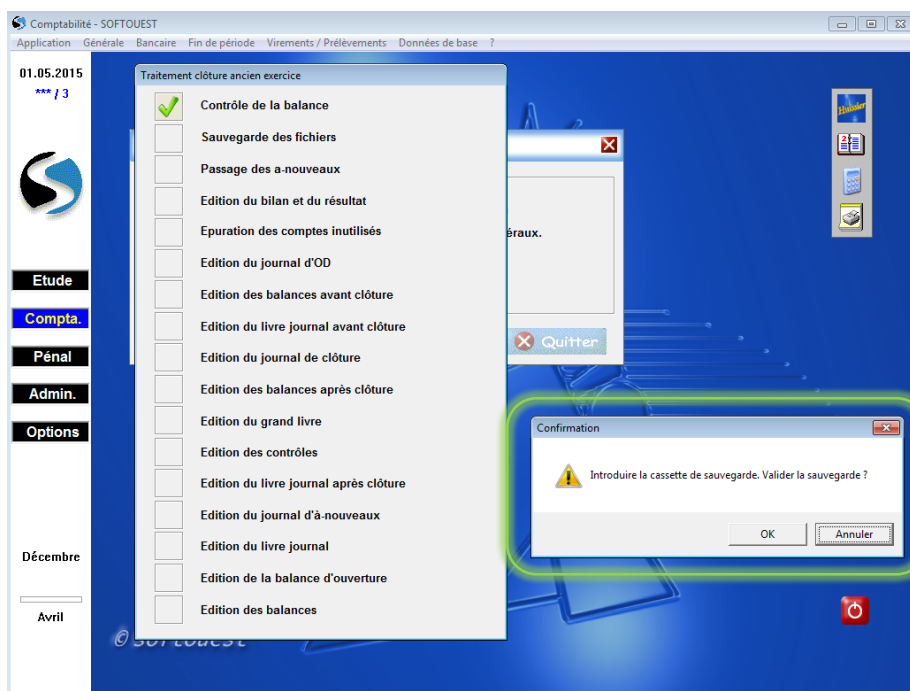 Comptabilité - SOFTOUEST
Application Générale Bancaire Fin de période Virements / Prélèvements Données de base ?
01.05.2015
*** / 3
Etude
Compta.
Pénal
Admin.
Options
Décembre
Avril
Traitement clôture ancien exercice
Contrôle de la balance
Sauvegarde des fichiers
Passage des a-nouveaux
Edition du bilan et du résultat
Epuration des comptes inutilisés
Edition du journal d'OD
Edition des balances avant clôture
Edition du livre journal avant clôture
Edition du journal de clôture
Edition des balances après clôture
Edition du grand livre
Edition des contrôles
Edition du livre journal après clôture
Edition du journal d'à-nouveaux
Edition du livre journal
Edition de la balance d'ouverture
Edition des balances
éraux.
Quitter
Huissier
Confirmation
Introduire la cassette de sauvegarde. Valider la sauvegarde ?
OK Annuler